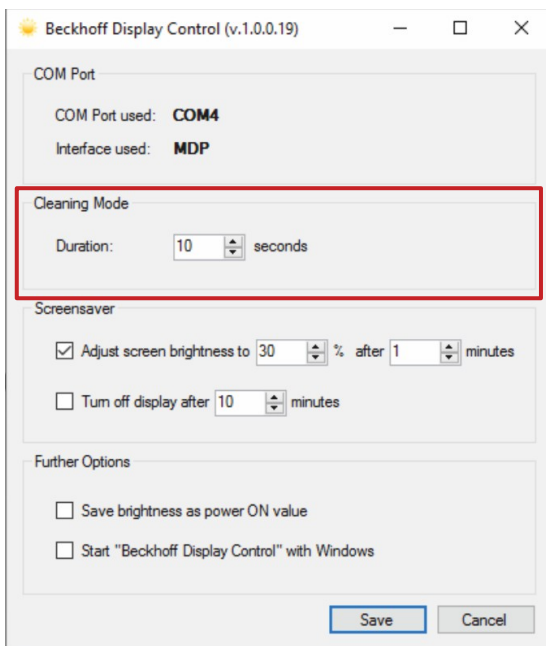 Beckhoff Display Control (v.1.0.0.19)
COM Port
COM Port used: COM4
Interface used: MDP
Cleaning Mode
Duration: 10 seconds
Screensaver
Adjust screen brightness to 30 % after 1 minutes
Turn off display after 10 minutes
Further Options
Save brightness as power ON value
Start "Beckhoff Display Control" with Windows
Save Cancel